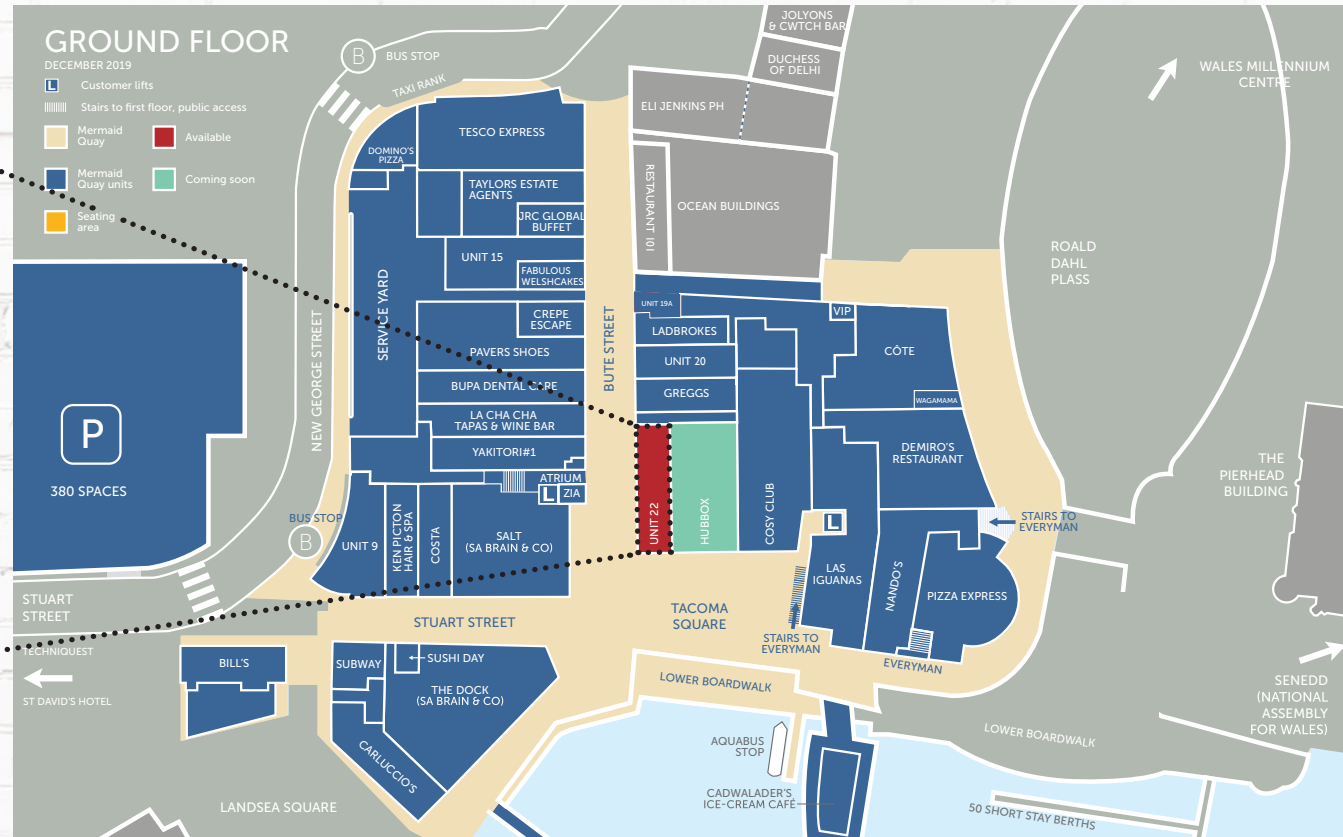 GROUND FLOOR
DECEMBER 2019
L
Customer lifts
Stairs to first floor, public access
Mermaid
Quay
Available
Mermaid
Quay units
Coming soon
Seating
area
B
BUS STOP
TAXI RANK
JOLYONS
& CWTCH BAR
DUCHESS
OF DELHI
ELI JENKINS PH
RESTAURANT 101
OCEAN BUILDINGS
WALES MILLENNIUM
CENTRE
ROALD
DAHL
PLASS
THE
PIERHEAD
BUILDING
TESCO EXPRESS
DOMINO'S
PIZZA
TAYLORS ESTATE
AGENTS
JRC GLOBAL
BUFFET
UNIT 15
FABULOUS
WELSHCAKES
SERVICE YARD
CREPE
ESCAPE
PAVERS SHOES
BUPA DENTAL CARE
LA CHA CHA
TAPAS & WINE BAR
YAKITORI#1
ATRIUM
L
ZIA
NEW GEORGE STREET
BUTE STREET
P
380 SPACES
BUS STOP
B
UNIT 9
KEN PICTON
HAIR & SPA
COSTA
SALT
(SA BRAIN & CO)
UNIT 19A
LADBROKES
UNIT 20
GREGGS
UNIT 22
HUBBOX
COSY CLUB
VIP
CÔTE
WAGAMAMA
DEMIRO'S
RESTAURANT
L
STAIRS TO
EVERYMAN
LAS
IGUANAS
NANDO'S
PIZZA EXPRESS
STAIRS TO
EVERYMAN
EVERYMAN
TACOMA
SQUARE
STUART
STREET
STUART STREET
TECHNIQUEST
ST DAVID'S HOTEL
BILL'S
SUBWAY
SUSHI DAY
THE DOCK
(SA BRAIN & CO)
CARLUCCIO'S
LANDSEA SQUARE
LOWER BOARDWALK
AQUABUS
STOP
CADWALADER'S
ICE-CREAM CAFÉ
LOWER BOARDWALK
50 SHORT STAY BERTHS
SENEDD
(NATIONAL
ASSEMBLY
FOR WALES)